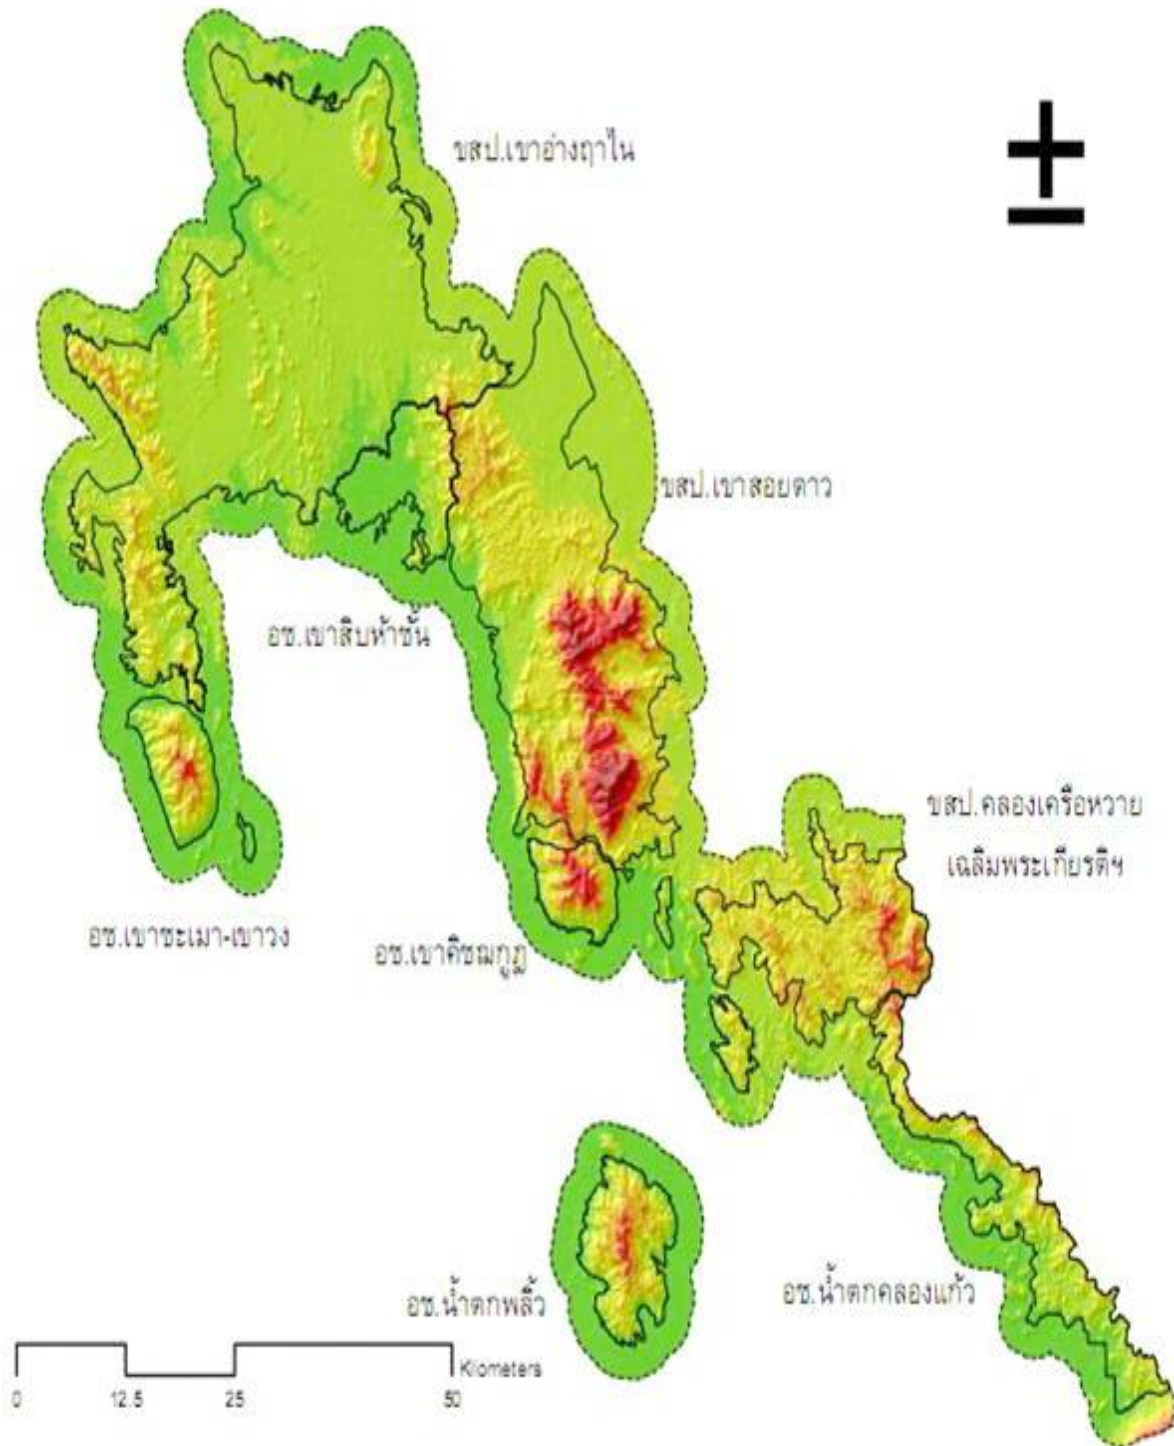 ขสป.เขาอ่างฤาไน
ขสป.เขาสอยดาว
อช.เขาสิบห้าชั้น
ขสป.คลองเครือหวาย
เฉลิมพระเกียรติฯ
อช.เขาชะเมา-เขาวง
อช.เขาคิชฌกูฏ
อช.น้ำตกคลองแก้ว
อช.น้ำตกพลิ้ว
Kilometers
0 12.5 25 50